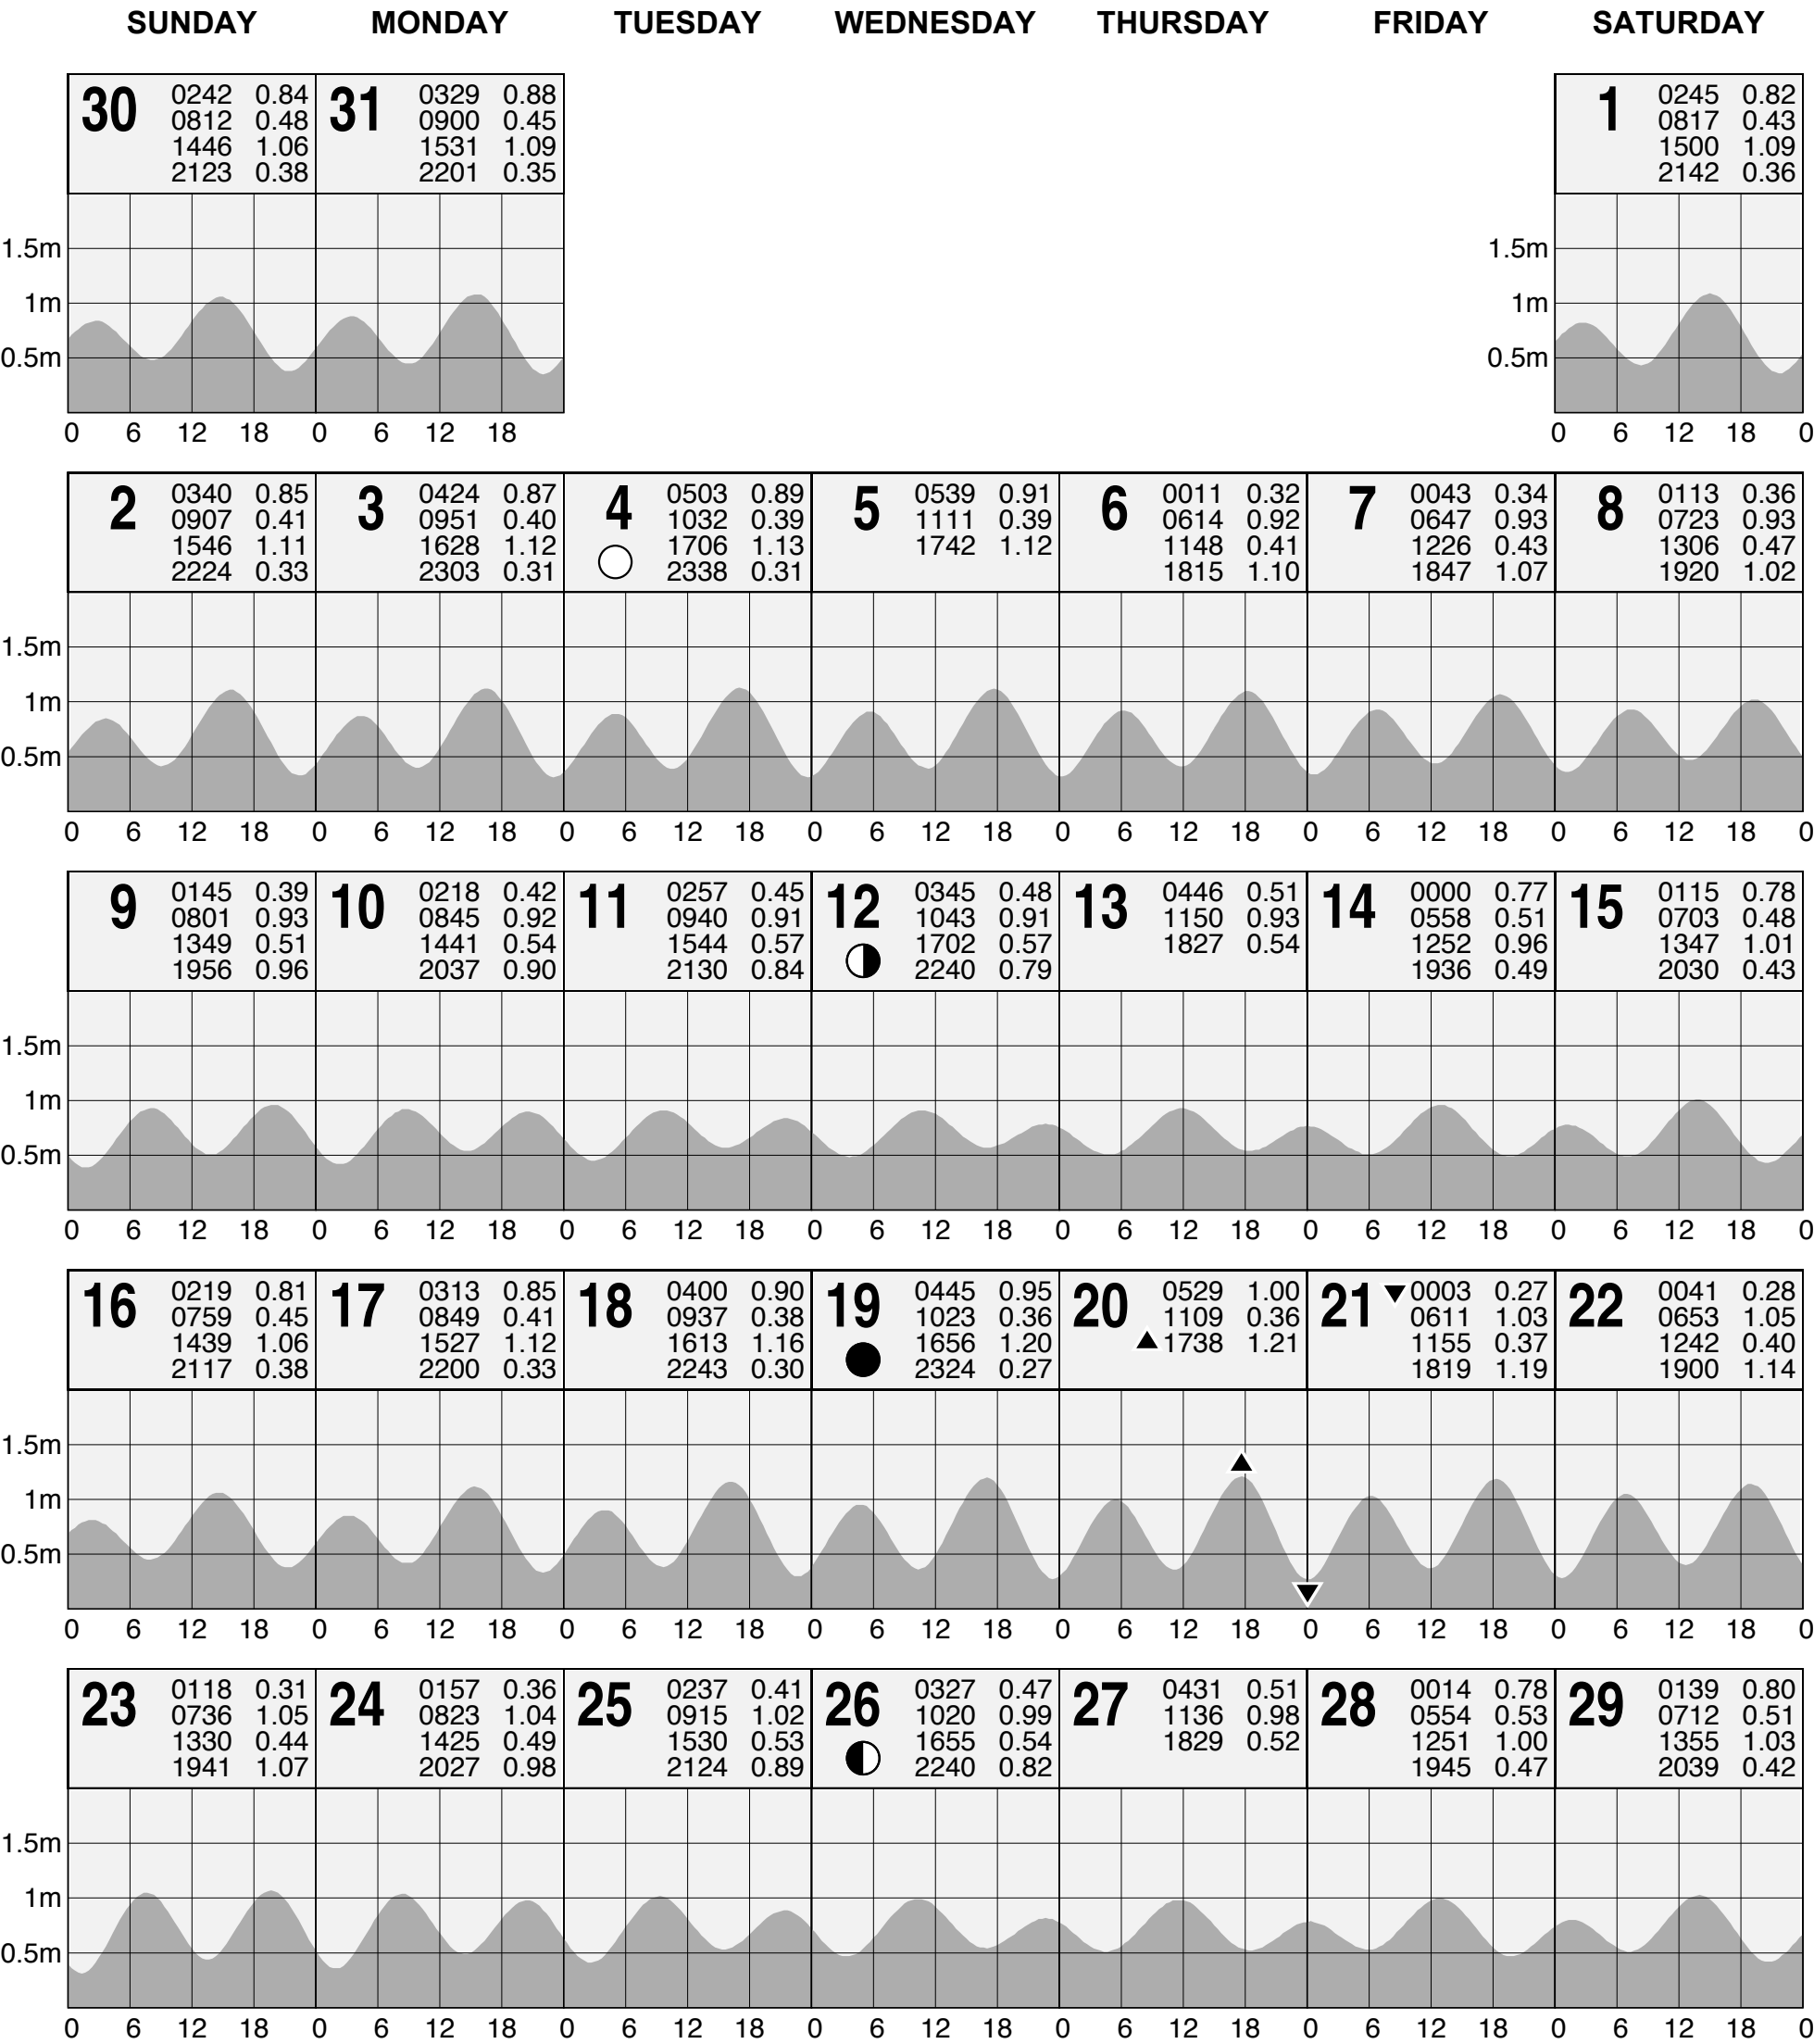 SUNDAY MONDAY TUESDAY WEDNESDAY THURSDAY FRIDAY SATURDAY
30 0242 0.84 31 0329 0.88 1 0245 0.82
0812 0.48 0900 0.45 0817 0.43
1446 1.06 1531 1.09 1500 1.09
2123 0.38 2201 0.35 2142 0.36
1.5m 1.5m
1m 1m
0.5m 0.5m
0 6 12 18 0 6 12 18 0 6 12 18 0
2 0340 0.85 3 0424 0.87 4 0503 0.89 5 0539 0.91 6 0011 0.32 7 0043 0.34 8 0113 0.36
0907 0.41 0951 0.40 1032 0.39 1111 0.39 0614 0.92 0647 0.93 0723 0.93
1546 1.11 1628 1.12 1706 1.13 1742 1.12 1148 0.41 1226 0.43 1306 0.47
2224 0.33 2303 0.31 2338 0.31 1815 1.10 1847 1.07 1920 1.02
1.5m
1m
0.5m
0 6 12 18 0 6 12 18 0 6 12 18 0 6 12 18 0 6 12 18 0 6 12 18 0 6 12 18 0
9 0145 0.39 10 0218 0.42 11 0257 0.45 12 0345 0.48 13 0446 0.51 14 0000 0.77 15 0115 0.78
0801 0.93 0845 0.92 0940 0.91 1043 0.91 1150 0.93 0558 0.51 0703 0.48
1349 0.51 1441 0.54 1544 0.57 1702 0.57 1827 0.54 1252 0.96 1347 1.01
1956 0.96 2037 0.90 2130 0.84 2240 0.79 1936 0.49 2030 0.43
1.5m
1m
0.5m
0 6 12 18 0 6 12 18 0 6 12 18 0 6 12 18 0 6 12 18 0 6 12 18 0 6 12 18 0
16 0219 0.81 17 0313 0.85 18 0400 0.90 19 0445 0.95 20 0529 1.00 21 0003 0.27 22 0041 0.28
0759 0.45 0849 0.41 0937 0.38 1023 0.36 1109 0.36 0611 1.03 0653 1.05
1439 1.06 1527 1.12 1613 1.16 1656 1.20 1738 1.21 1155 0.37 1242 0.40
2117 0.38 2200 0.33 2243 0.30 2324 0.27 1819 1.19 1900 1.14
1.5m
1m
0.5m
0 6 12 18 0 6 12 18 0 6 12 18 0 6 12 18 0 6 12 18 0 6 12 18 0 6 12 18 0
23 0118 0.31 24 0157 0.36 25 0237 0.41 26 0327 0.47 27 0431 0.51 28 0014 0.78 29 0139 0.80
0736 1.05 0823 1.04 0915 1.02 1020 0.99 1136 0.98 0554 0.53 0712 0.51
1330 0.44 1425 0.49 1530 0.53 1655 0.54 1829 0.52 1251 1.00 1355 1.03
1941 1.07 2027 0.98 2124 0.89 2240 0.82 1945 0.47 2039 0.42
1.5m
1m
0.5m
0 6 12 18 0 6 12 18 0 6 12 18 0 6 12 18 0 6 12 18 0 6 12 18 0 6 12 18 0